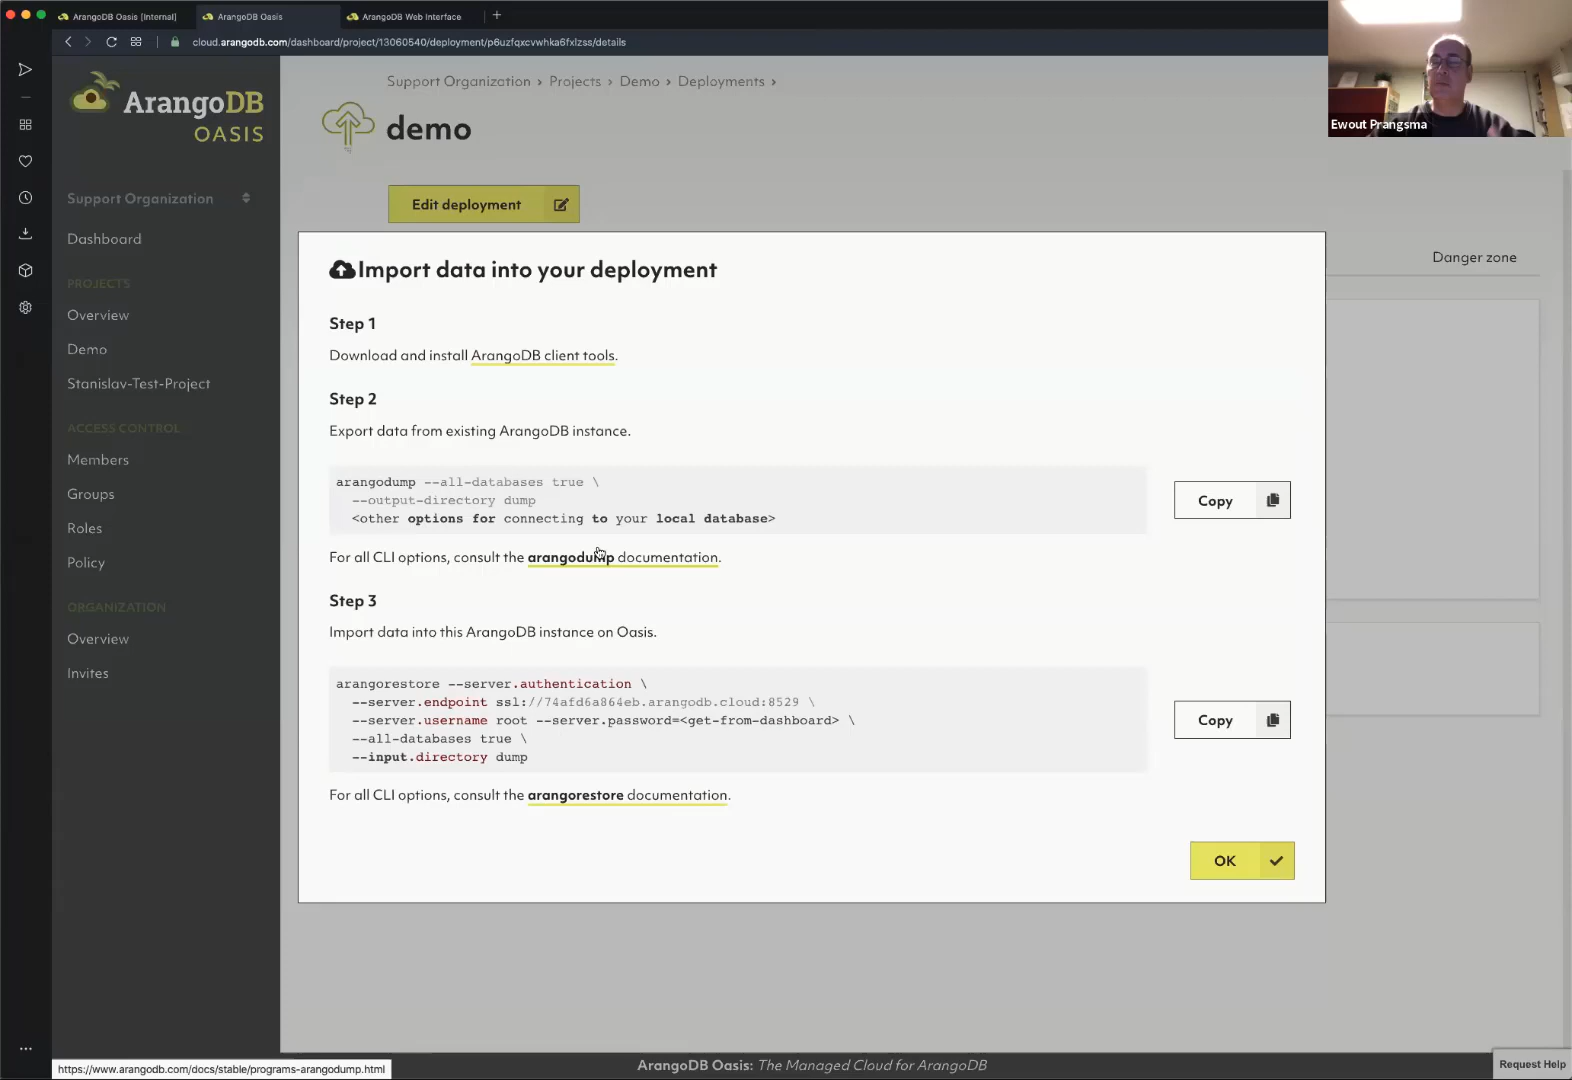 ArangoDB Oasis [Internal]
ArangoDB Oasis
ArangoDB Web Interface
cloud.arangodb.com/dashboard/project/13060540/deployment/p6uzfqxcvwhka6fxlzss/details
Ewout Prangsma
ArangoDB
OASIS
Support Organization
Dashboard
PROJECTS
Overview
Demo
Stanislav-Test-Project
ACCESS CONTROL
Members
Groups
Roles
Policy
ORGANIZATION
Overview
Invites
Support Organization › Projects › Demo › Deployments ›
demo
Edit deployment
Danger zone
Import data into your deployment
Step 1
Download and install ArangoDB client tools.
Step 2
Export data from existing ArangoDB instance.
arangodump --all-databases true \
--output-directory dump
<other options for connecting to your local database>
Copy
For all CLI options, consult the arangodump documentation.
Step 3
Import data into this ArangoDB instance on Oasis.
arangorestore --server.authentication \
--server.endpoint ssl://74afd6a864eb.arangodb.cloud:8529 \
--server.username root --server.password=<get-from-dashboard> \
--all-databases true \
--input.directory dump
Copy
For all CLI options, consult the arangorestore documentation.
OK
ArangoDB Oasis: The Managed Cloud for ArangoDB
Request Help
https://www.arangodb.com/docs/stable/programs-arangodump.html